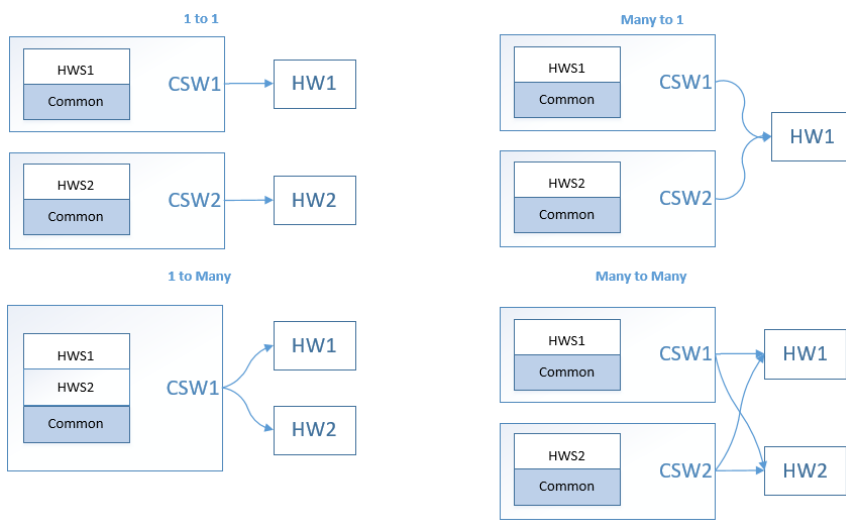 1 to 1
HWS1
Common
CSW1
HW1
HWS2
Common
CSW2
HW2
Many to 1
HWS1
Common
CSW1
HWS2
Common
CSW2
HW1
1 to Many
HWS1
HWS2
Common
CSW1
HW1
HW2
Many to Many
HWS1
Common
CSW1
HW1
HWS2
Common
CSW2
HW2